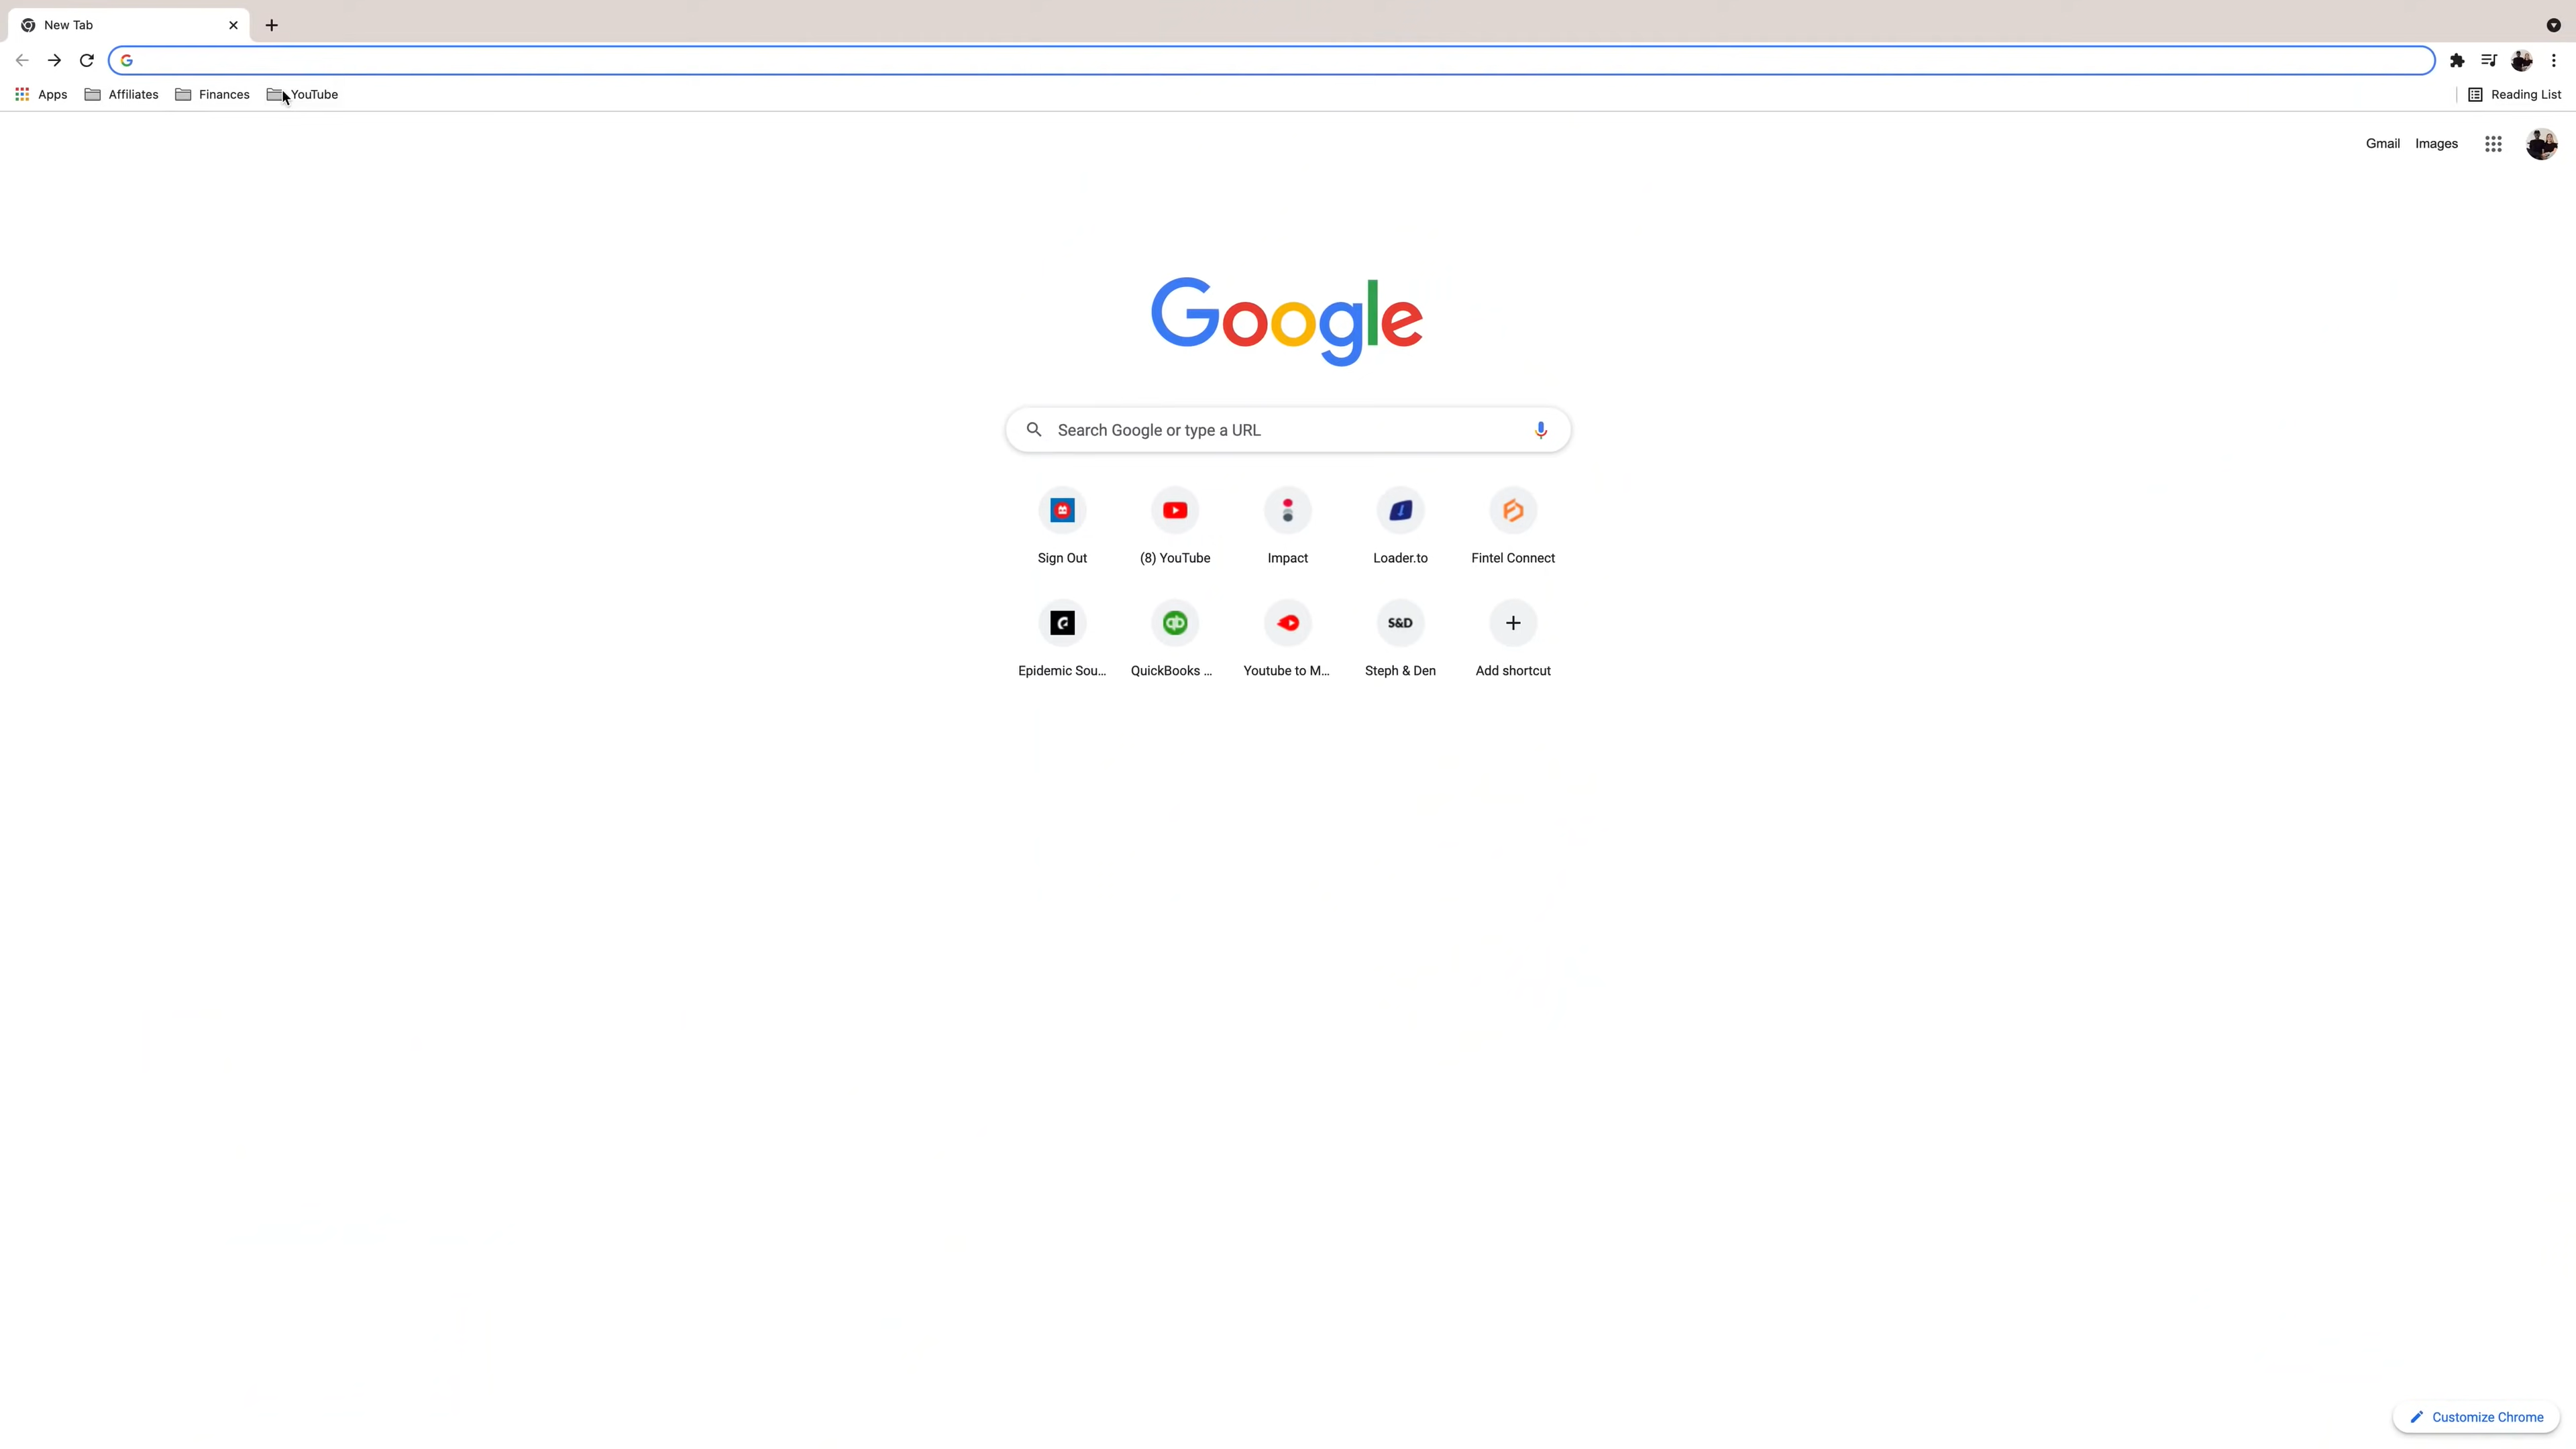 New Tab
Apps Affiliates Finances YouTube Reading List
Gmail Images
Google
Search Google or type a URL
Sign Out (8) YouTube Impact Loader.to Fintel Connect
S&D
Epidemic Sou... QuickBooks ... Youtube to M... Steph & Den Add shortcut
Customize Chrome